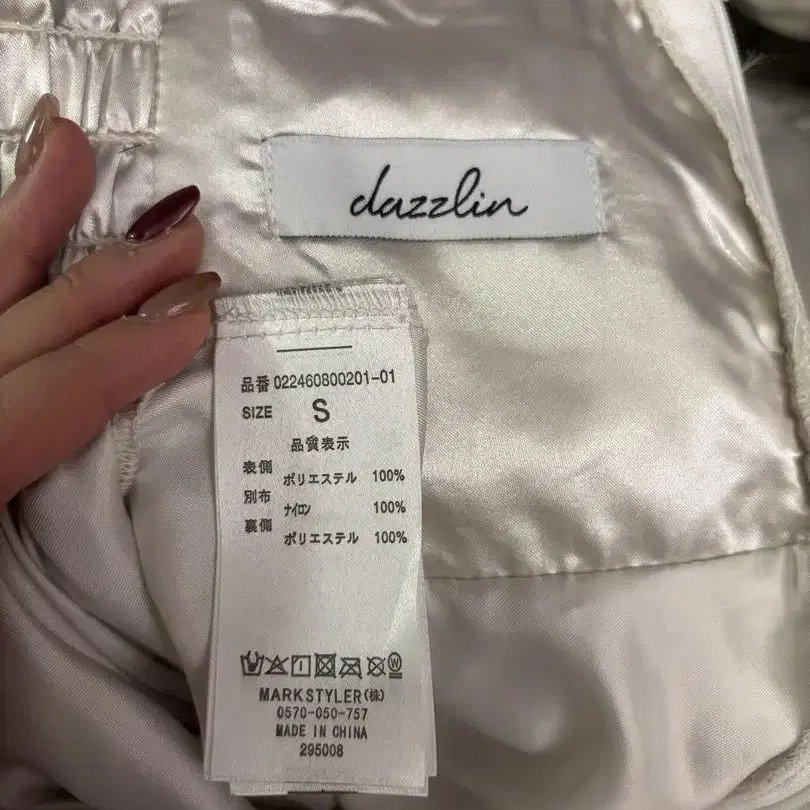 dazzlin
品番 022460800201-01
SIZE S
品質表示
表側 ポリエステル 100%
別布 ナイロン 100%
裏側 ポリエステル 100%
W
MARKSTYLER(株)
0570-050-757
MADE IN CHINA
295008